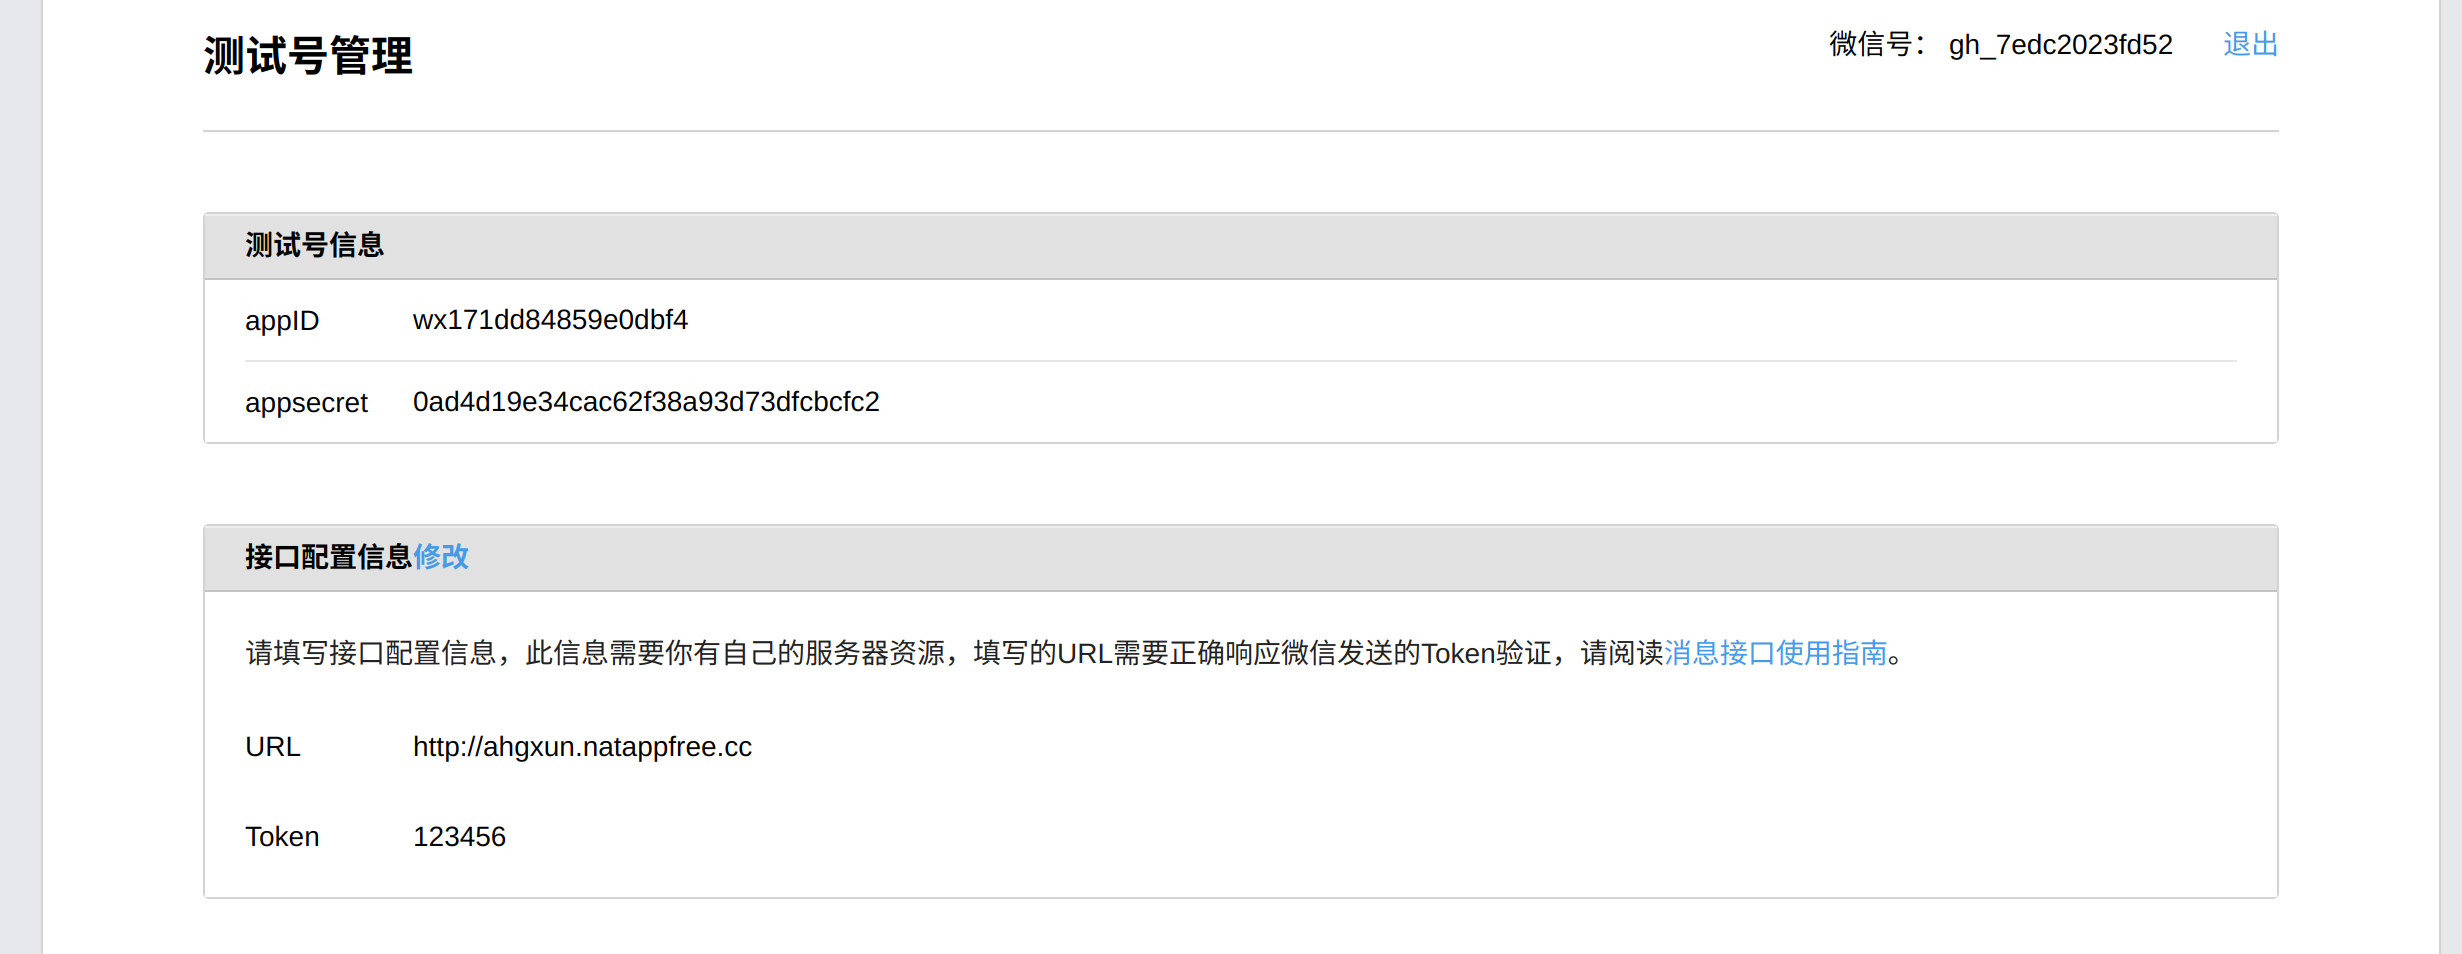 测试号管理
微信号： gh_7edc2023fd52 退出
测试号信息
appID wx171dd84859e0dbf4
appsecret 0ad4d19e34cac62f38a93d73dfcbcfc2
接口配置信息修改
请填写接口配置信息，此信息需要你有自己的服务器资源，填写的URL需要正确响应微信发送的Token验证，请阅读消息接口使用指南。
URL http://ahgxun.natappfree.cc
Token 123456